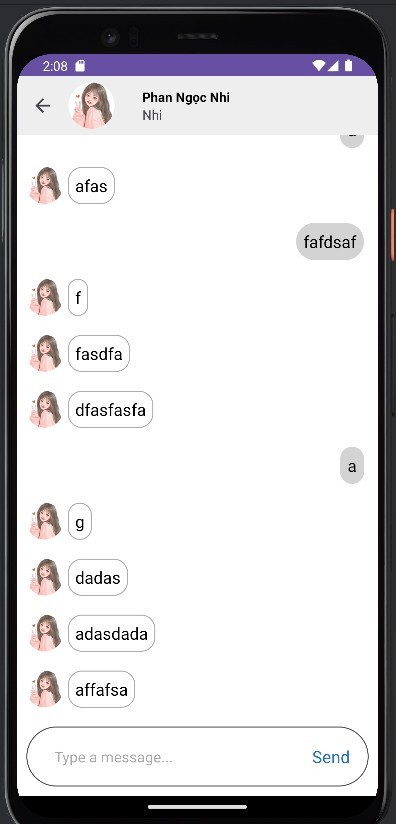 2:08
Phan Ngọc Nhi
Nhi
afas
fafdsaf
f
fasdfa
dfasfasfa
a
g
dadas
adasdada
affafsa
Type a message... Send